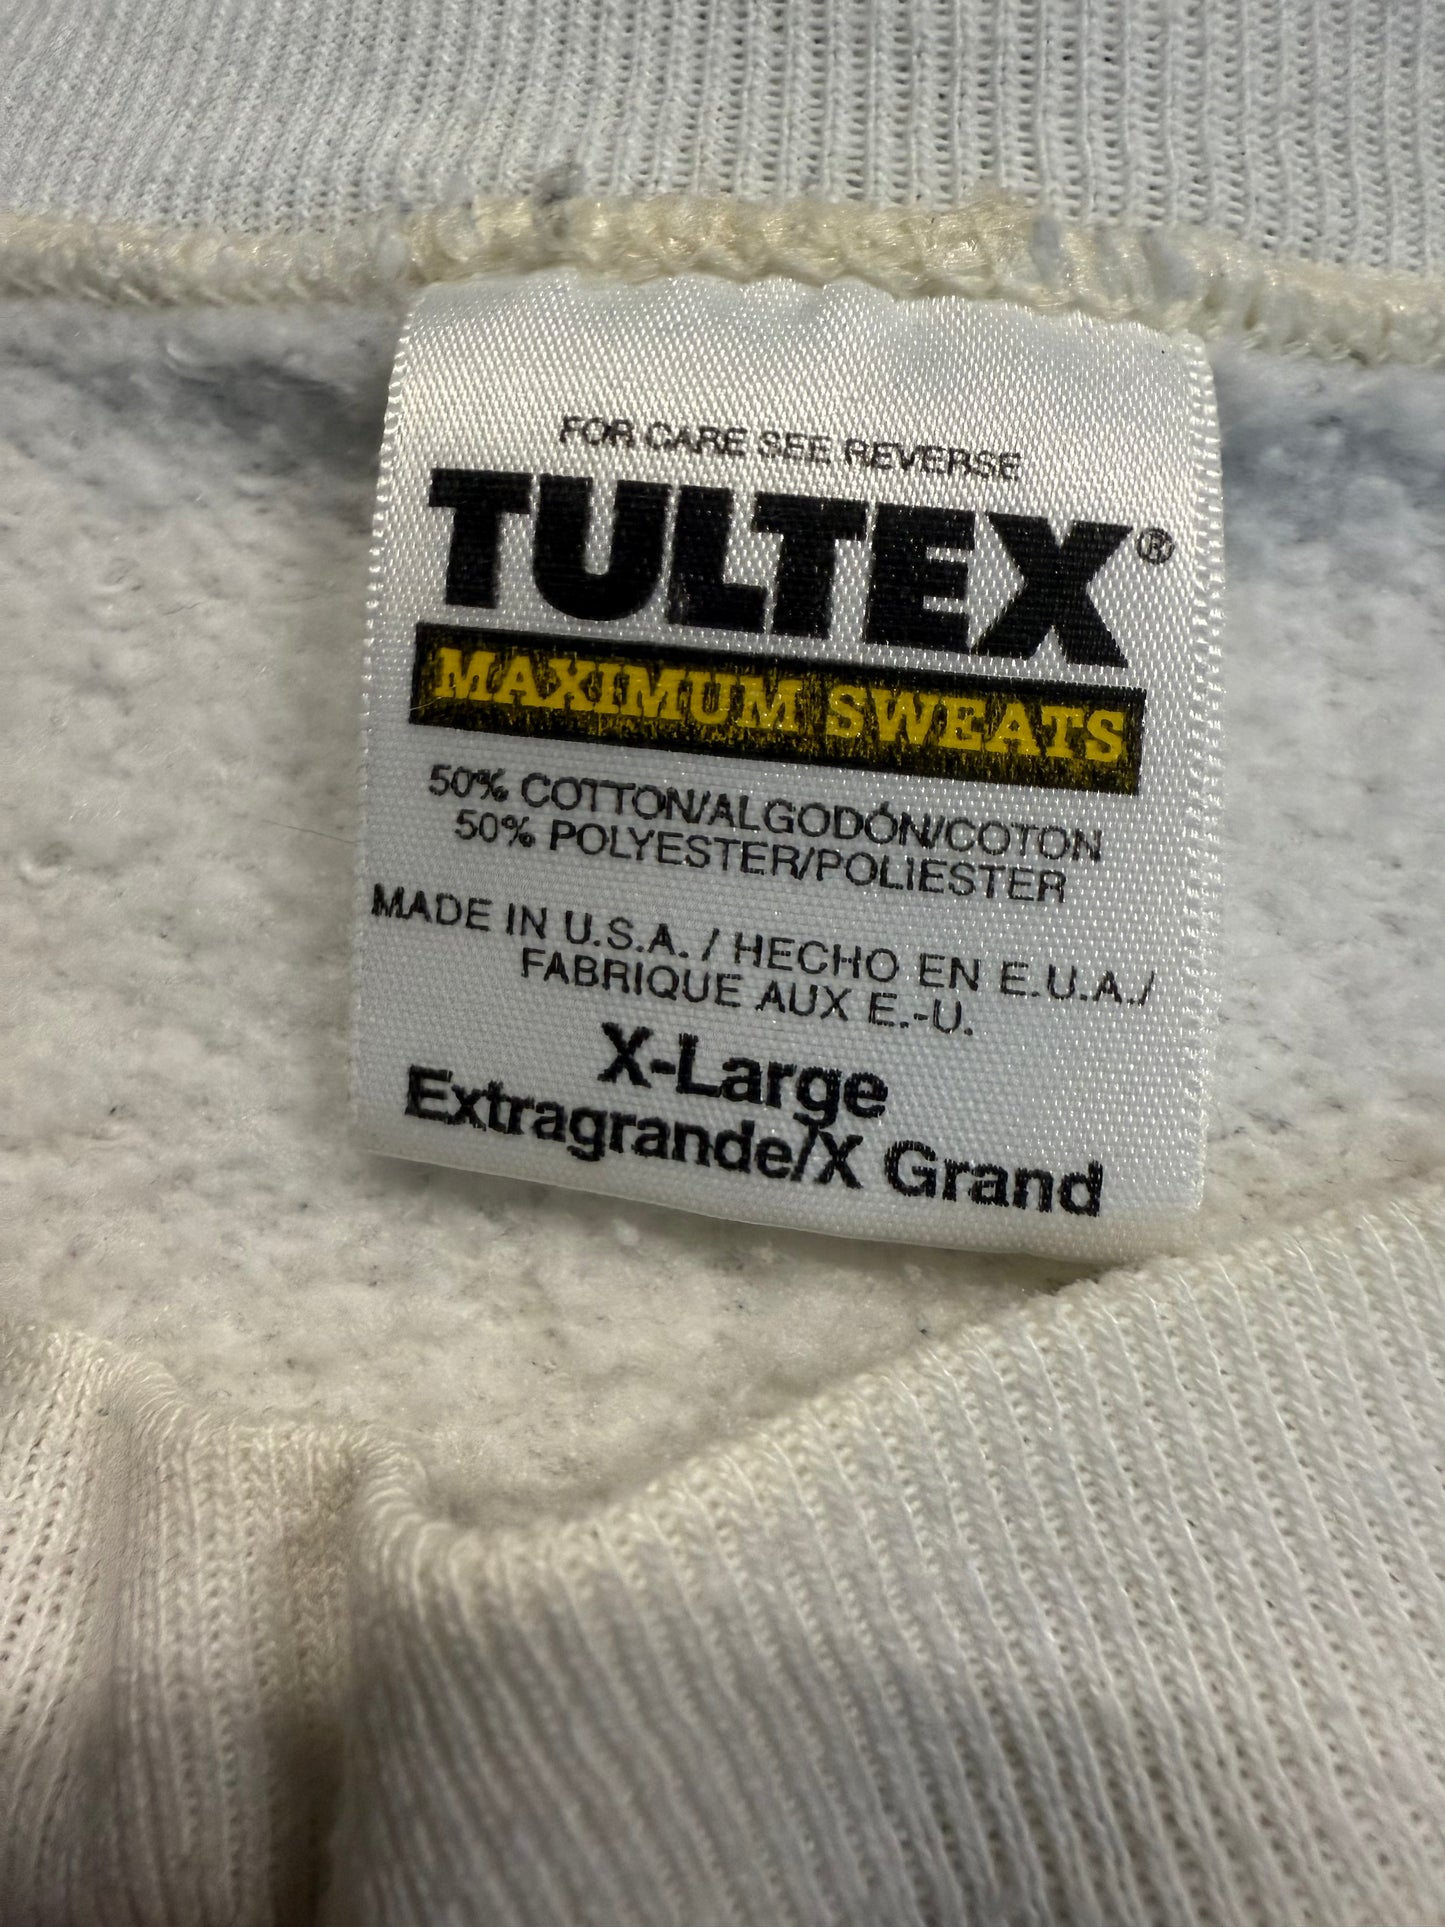 FOR CARE SEE REVERSE
TULTEX®
MAXIMUM SWEATS
50% COTTON/ALGODÓN/COTON
50% POLYESTER/POLIESTER
MADE IN U.S.A. / HECHO EN E.U.A./
FABRIQUE AUX E.-U.
X-Large
Extragrande/X Grand